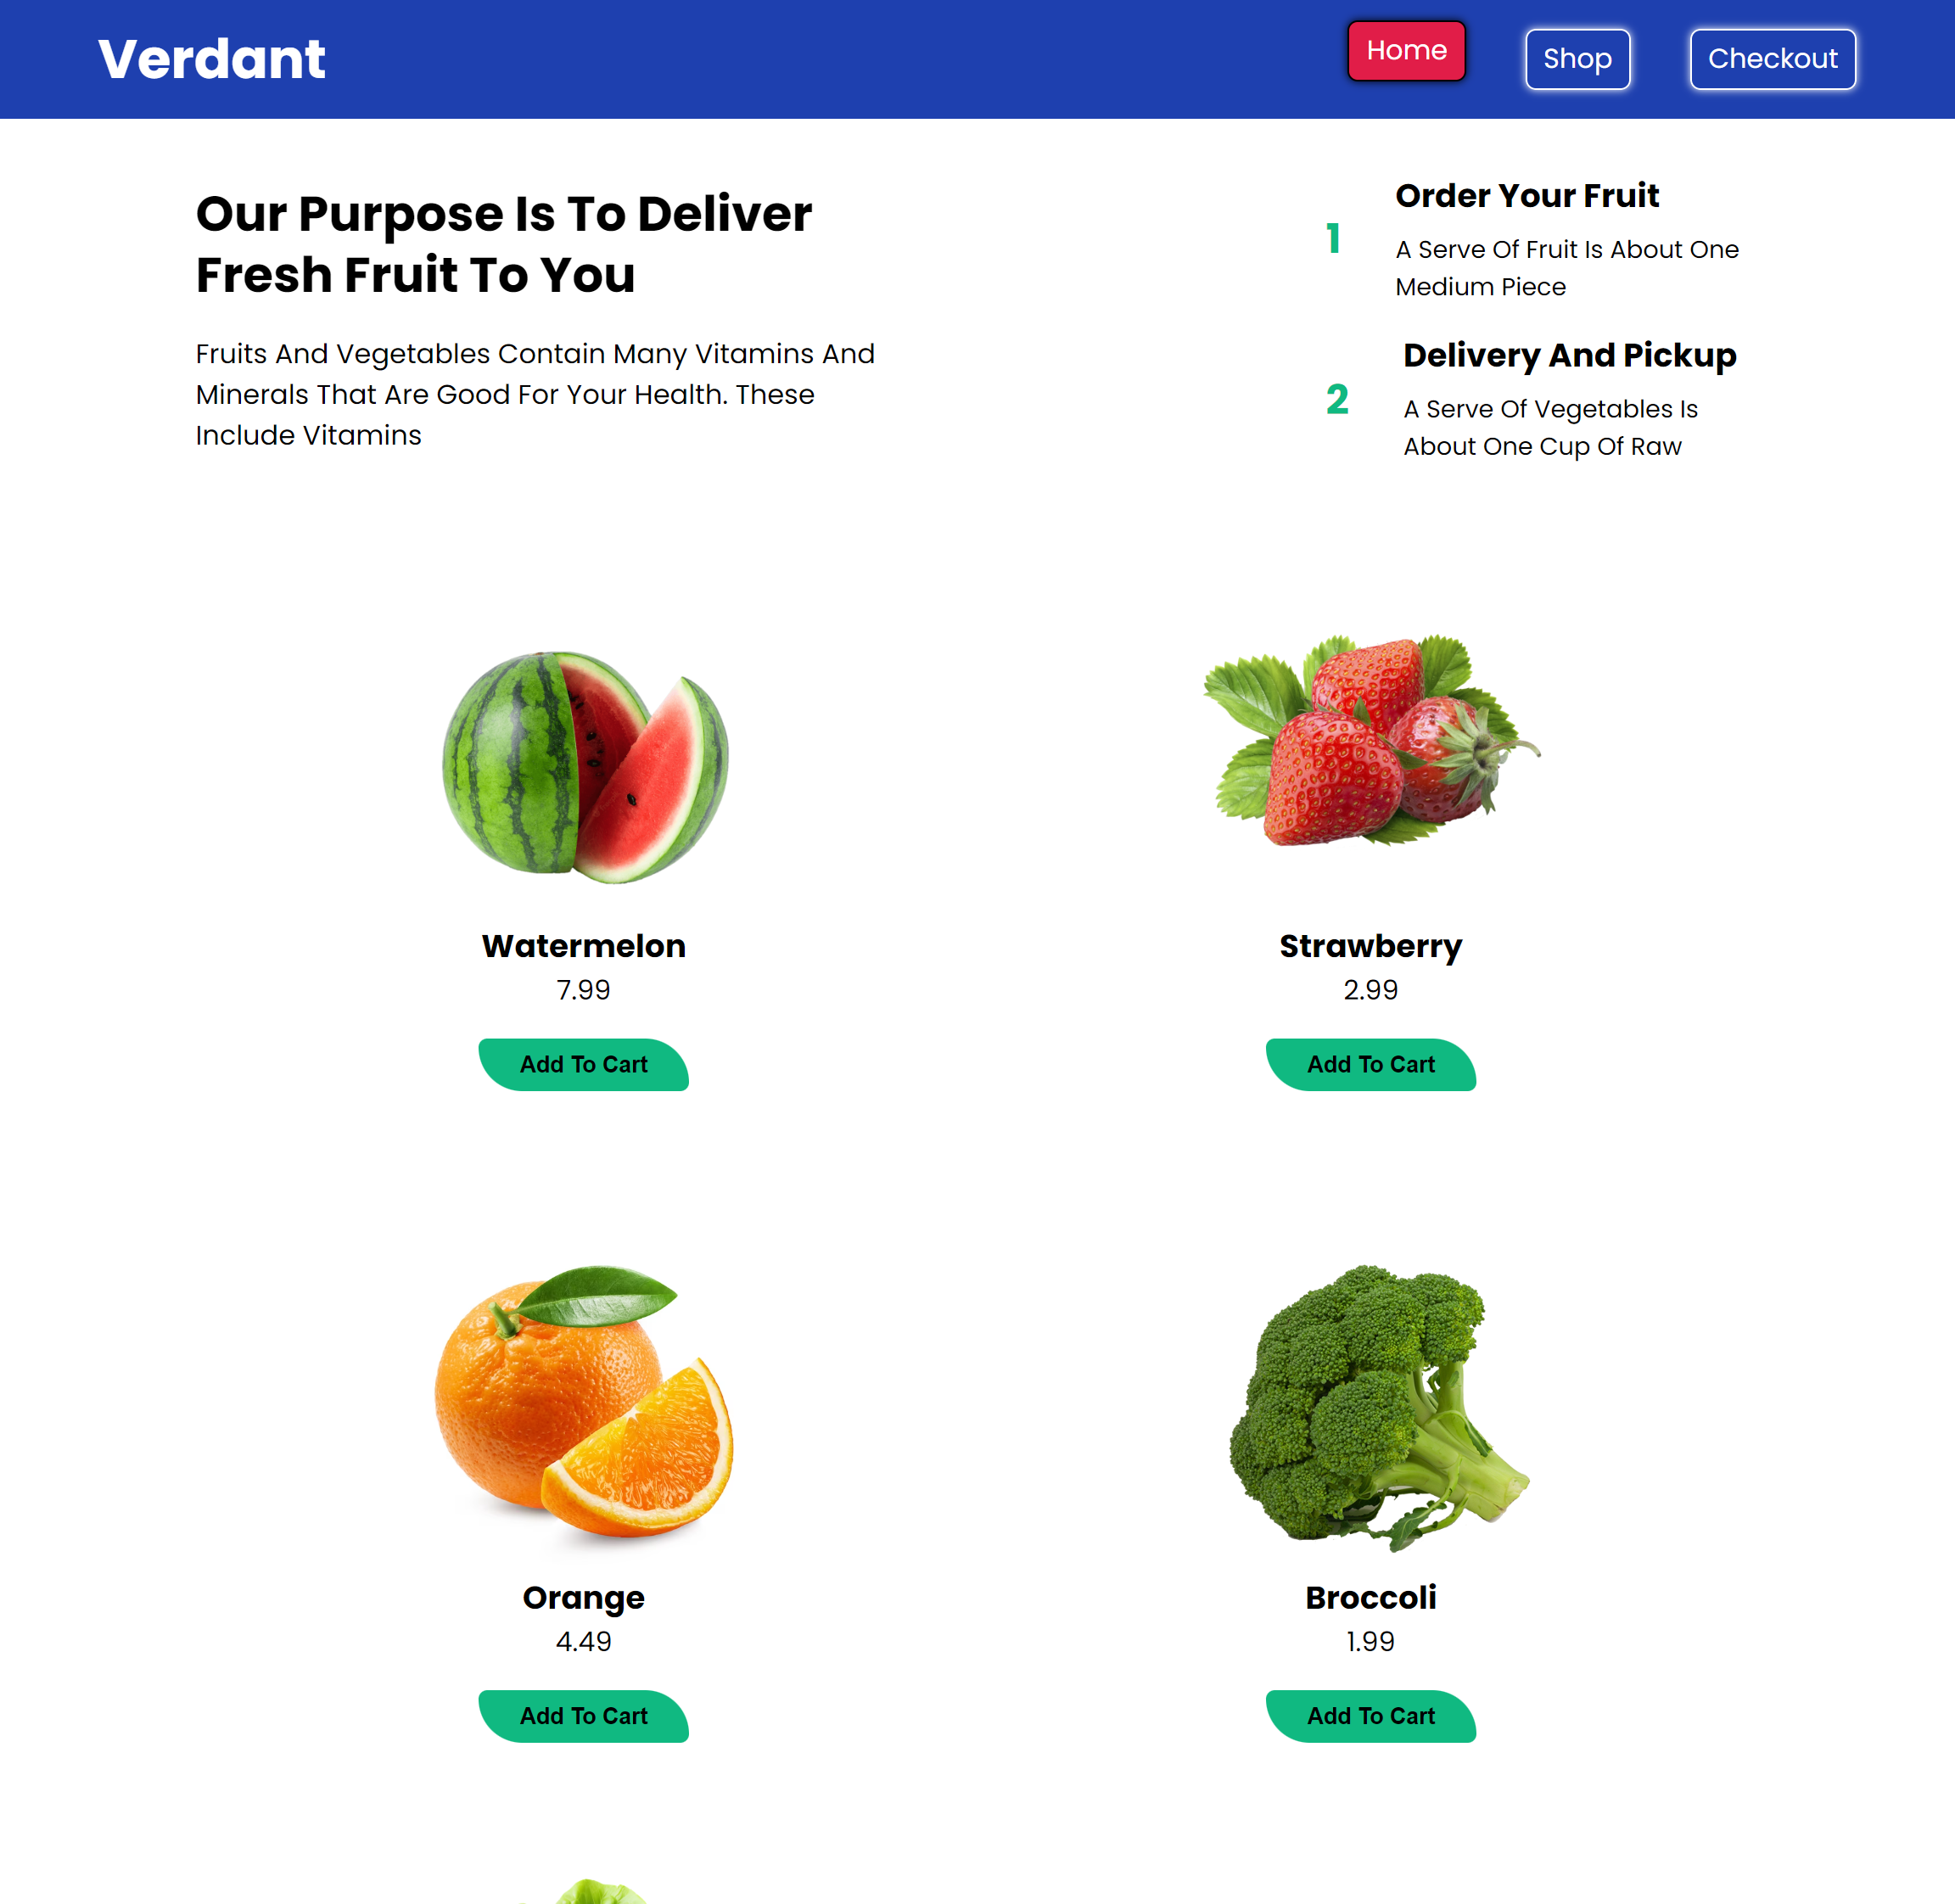 Verdant
Home
Shop
Checkout
Our Purpose Is To Deliver
Fresh Fruit To You
Fruits And Vegetables Contain Many Vitamins And
Minerals That Are Good For Your Health. These
Include Vitamins
1
Order Your Fruit
A Serve Of Fruit Is About One
Medium Piece
2
Delivery And Pickup
A Serve Of Vegetables Is
About One Cup Of Raw
Watermelon
7.99
Add To Cart
Strawberry
2.99
Add To Cart
Orange
4.49
Add To Cart
Broccoli
1.99
Add To Cart